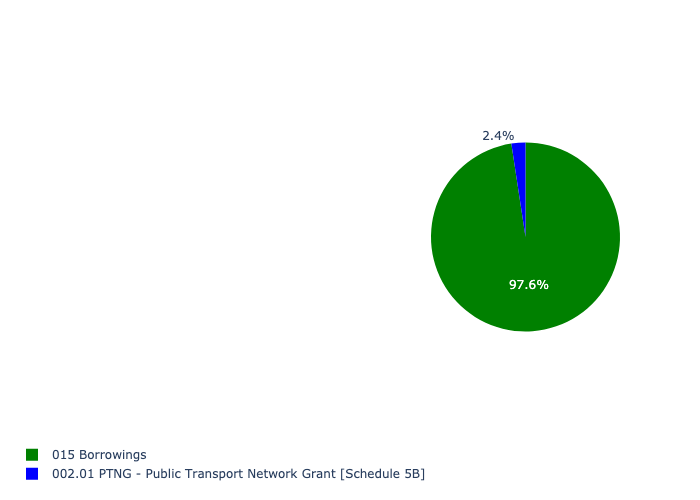 2.4%
97.6%
015 Borrowings
002.01 PTNG - Public Transport Network Grant [Schedule 5B]